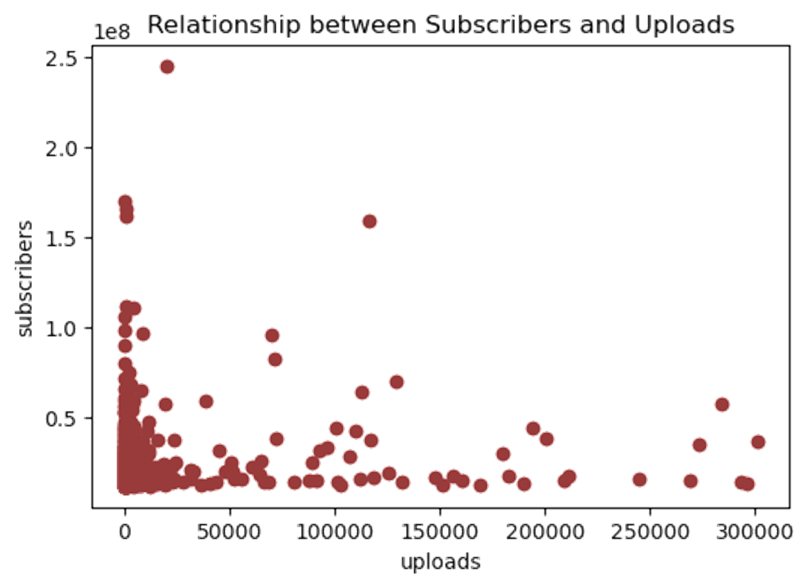 Relationship between Subscribers and Uploads
1e8
2.5
2.0
1.5
1.0
0.5
subscribers
0 50000 100000 150000 200000 250000 300000
uploads